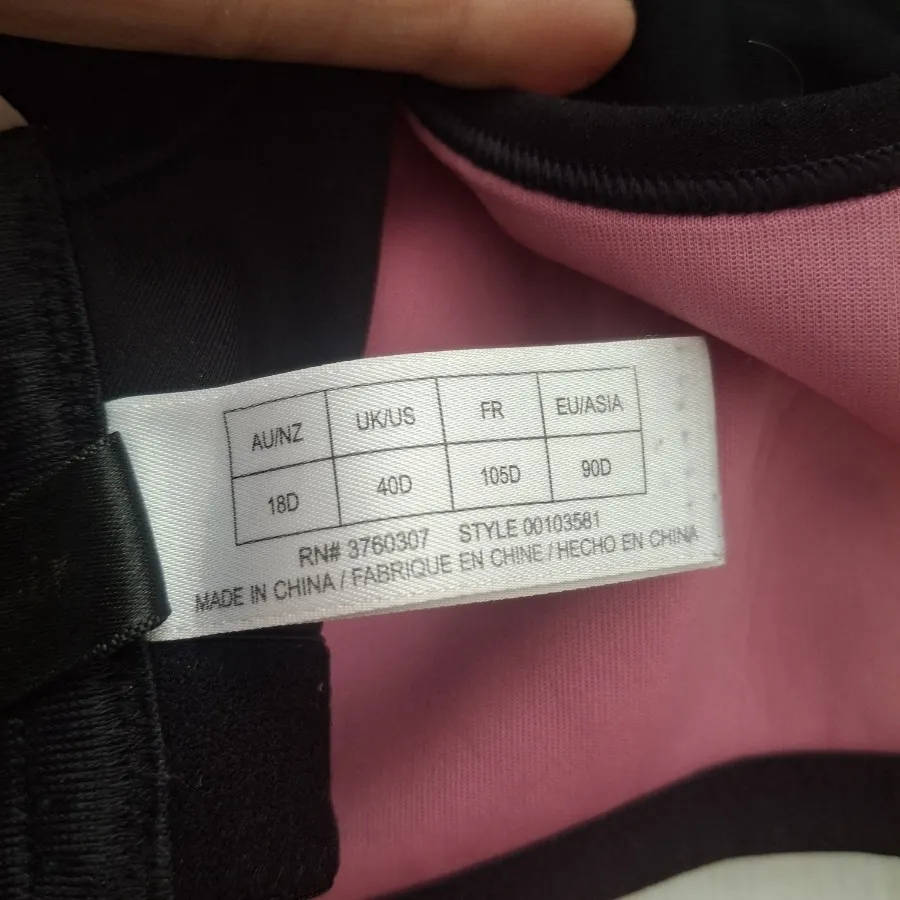 AU/NZ UK/US FR EU/ASIA
18D 40D 105D 90D
RN# 3760307 STYLE 00103581
MADE IN CHINA / FABRIQUE EN CHINE / HECHO EN CHINA